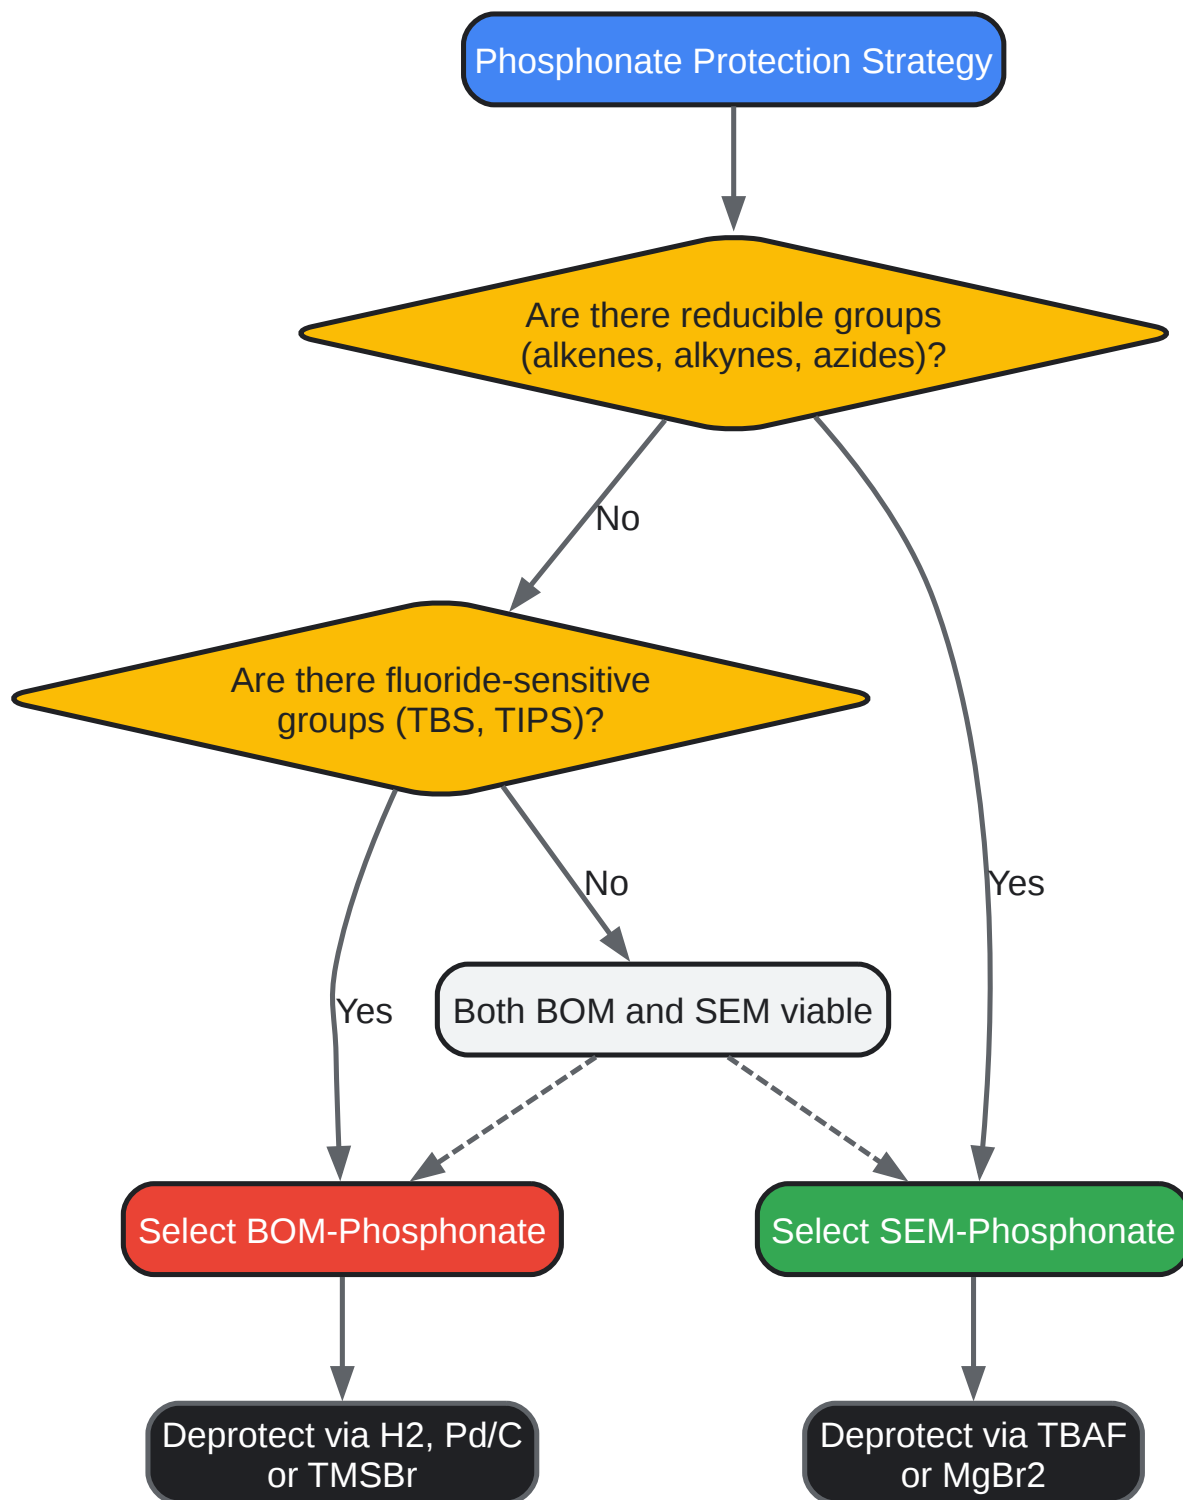 Phosphonate Protection Strategy
Are there reducible groups
(alkenes, alkynes, azides)?
No
Are there fluoride-sensitive
groups (TBS, TIPS)?
No
Yes
Yes
Both BOM and SEM viable
Select BOM-Phosphonate
Select SEM-Phosphonate
Deprotect via H2, Pd/C
or TMSBr
Deprotect via TBAF
or MgBr2